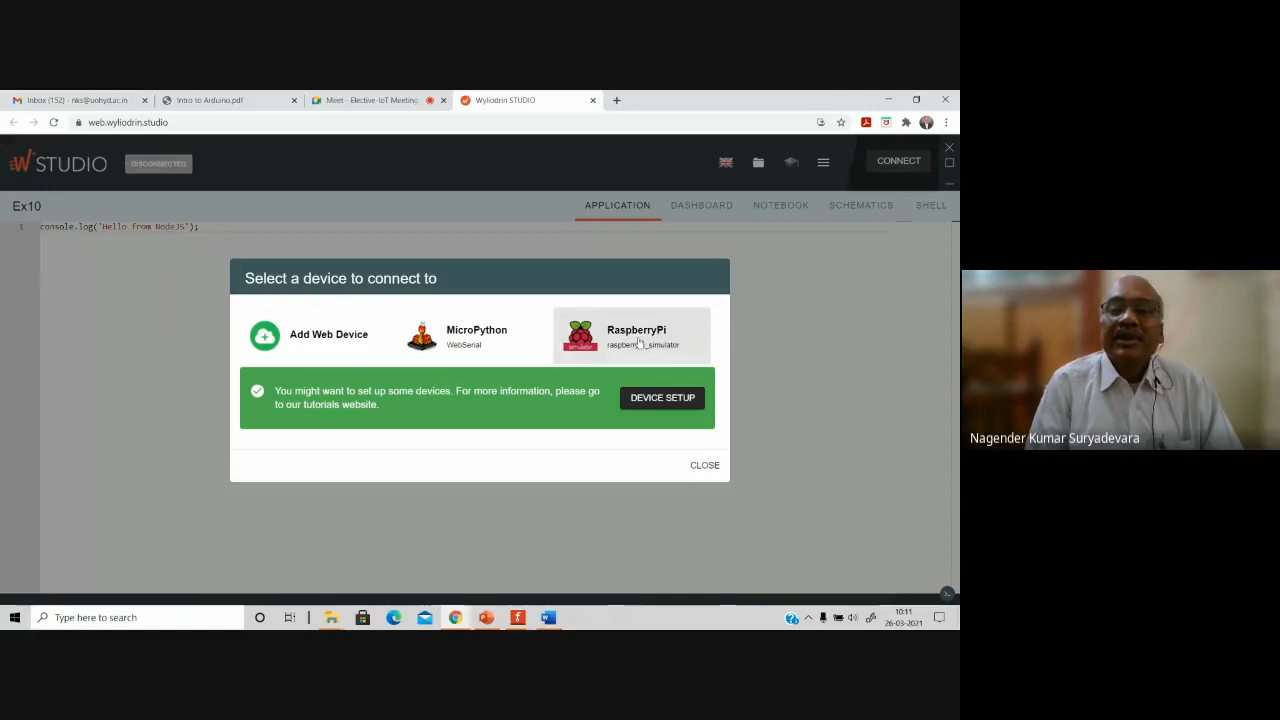 Inbox (152) - nks@uohyd.ac.in -
Intro to Arduino.pdf
Meet - Elective-IoT Meeting
Wyliodrin STUDIO
web.wyliodrin.studio
STUDIO
DISCONNECTED
CONNECT
Ex10
APPLICATION
DASHBOARD
NOTEBOOK
SCHEMATICS
SHELL
1 console.log('Hello from NodeJS');
Select a device to connect to
Add Web Device
MicroPython
WebSerial
simulator
RaspberryPi
You might want to set up some devices. For more information, please go
to our tutorials website.
DEVICE SETUP
CLOSE
Nagender Kumar Suryadevara
Type here to search
10:11
26-03-2021